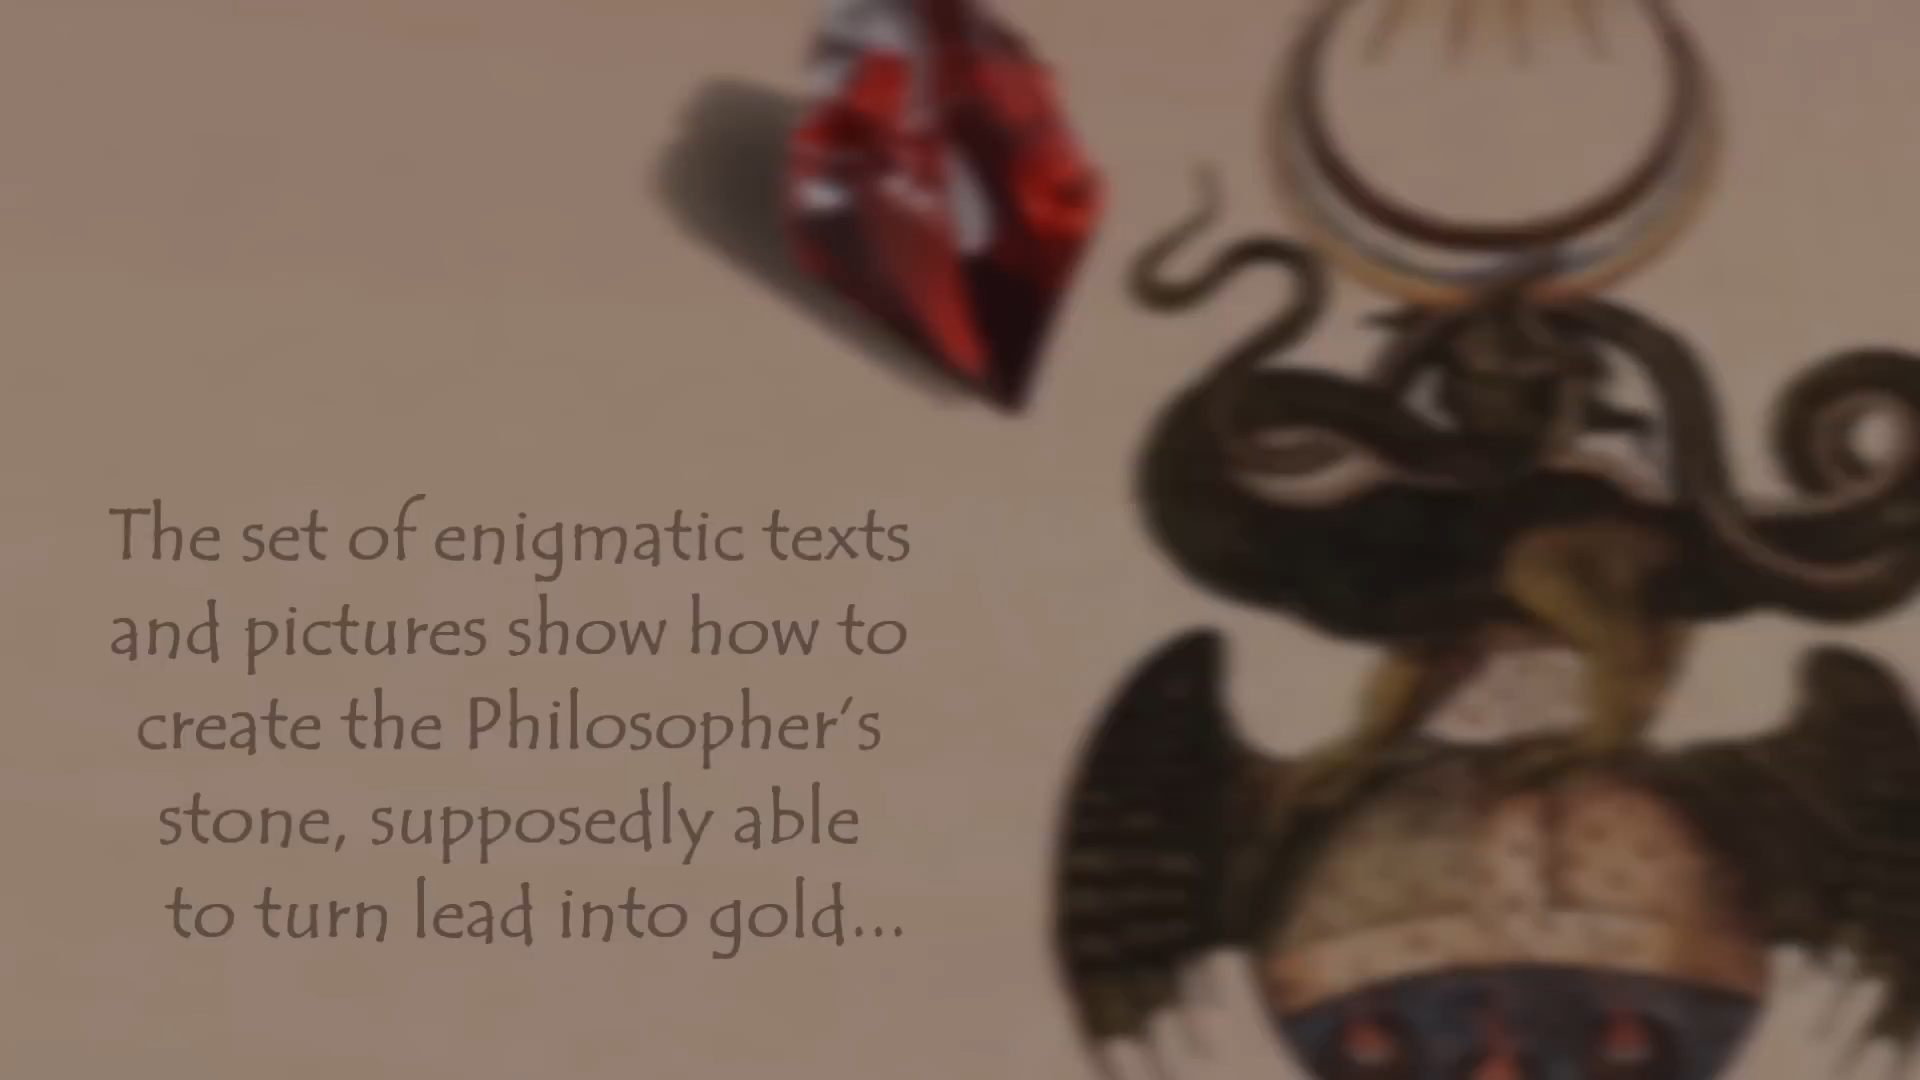 The set of enigmatic texts
and pictures show how to
create the Philosopher's
stone, supposedly able
to turn lead into gold...